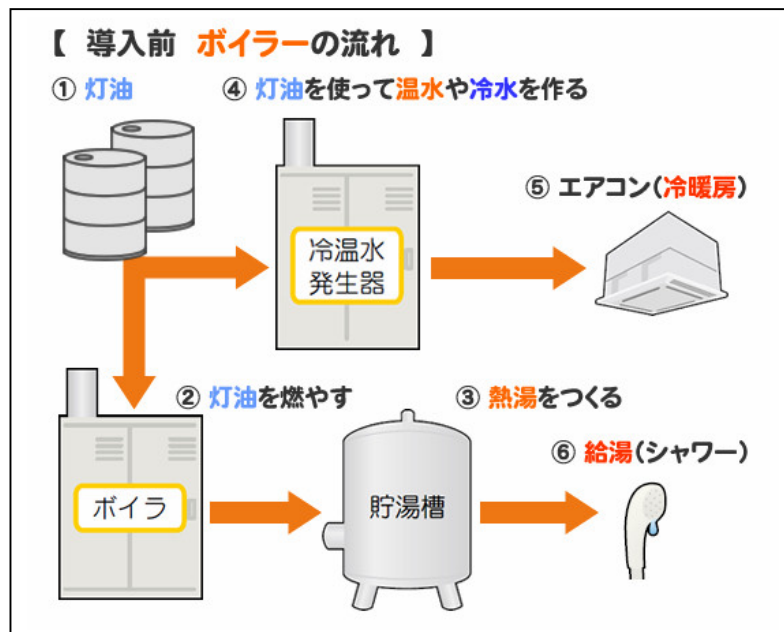 【 導入前 ボイラーの流れ 】
① 灯油
④ 灯油を使って温水や冷水を作る
⑤ エアコン(冷暖房)
冷温水
発生器
② 灯油を燃やす
③ 熱湯をつくる
⑥ 給湯(シャワー)
ボイラ
貯湯槽